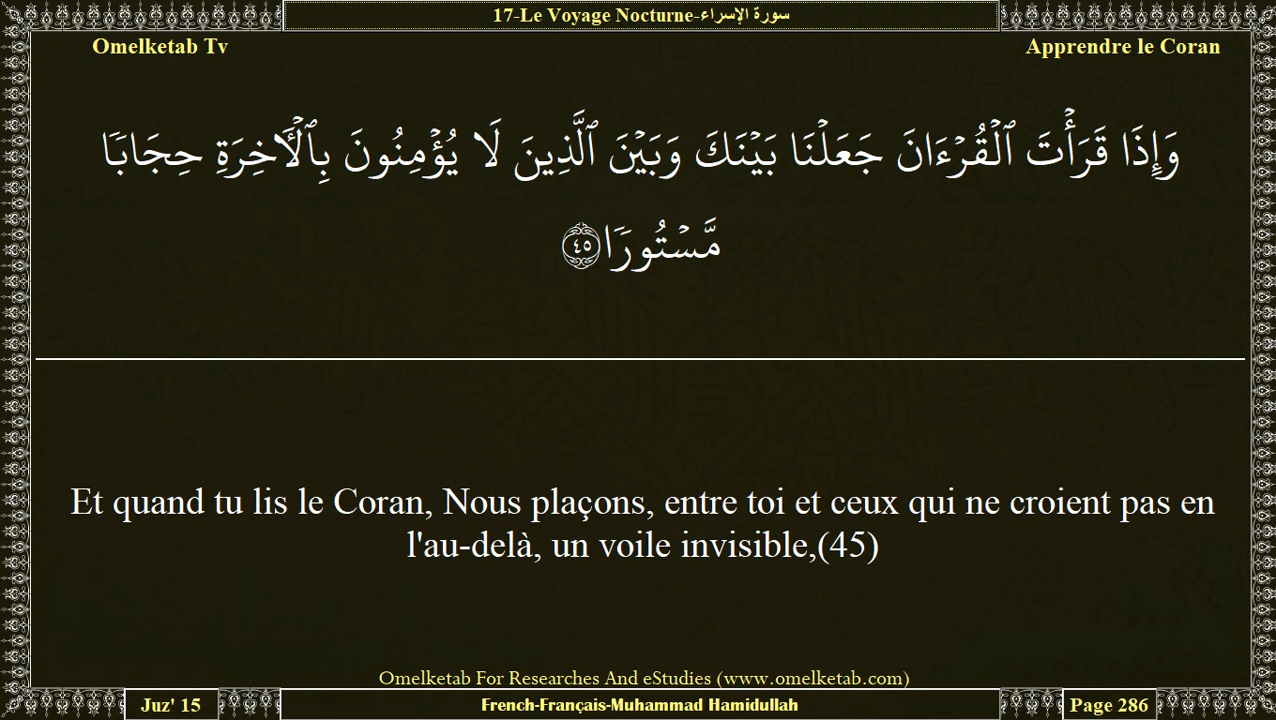 17-Le Voyage Nocturne-سورة الإسراء
Omelketab Tv
Apprendre le Coran
وَإِذَا قَرَأۡتَ ٱلۡقُرۡءَانَ جَعَلۡنَا بَيۡنَكَ وَبَيۡنَ ٱلَّذِينَ لَا يُؤۡمِنُونَ بِٱلۡأٓخِرَةِ حِجَابٗا
مَّسۡتُورٗا ٤٥
Et quand tu lis le Coran, Nous plaçons, entre toi et ceux qui ne croient pas en
l'au-delà, un voile invisible,(45)
Omelketab For Researches And eStudies (www.omelketab.com)
Juz' 15
French-Français-Muhammad Hamidullah
Page 286